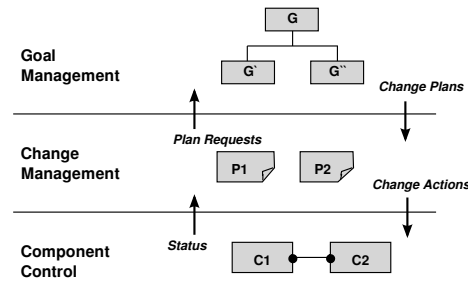 G
Goal
Management
G` G``
Change Plans
Plan Requests
Change
Management
P1 P2
Change Actions
Status
Component
Control
C1 C2